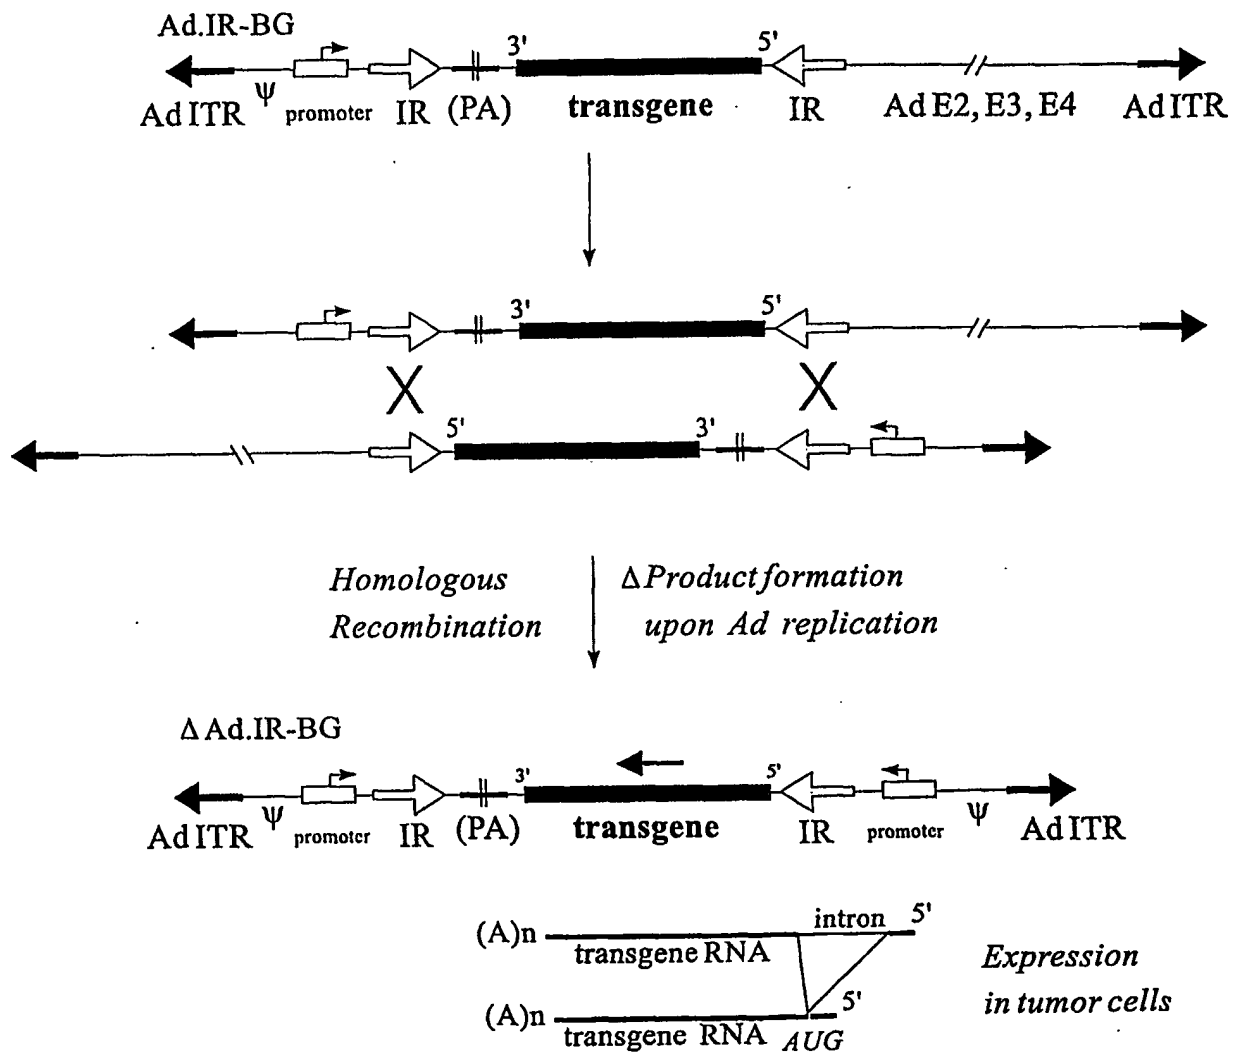 Ad.IR-BG
3' 5'
Ad ITR Ψ promoter IR (PA) transgene IR Ad E2, E3, E4 Ad ITR
3' 5'
X X
5' 3'
Homologous Δ Product formation
Recombination upon Ad replication
Δ Ad.IR-BG
3' 5'
Ad ITR Ψ promoter IR (PA) transgene IR promoter Ψ Ad ITR
(A)n intron 5'
transgene RNA
Expression
(A)n 5' in tumor cells
transgene RNA AUG